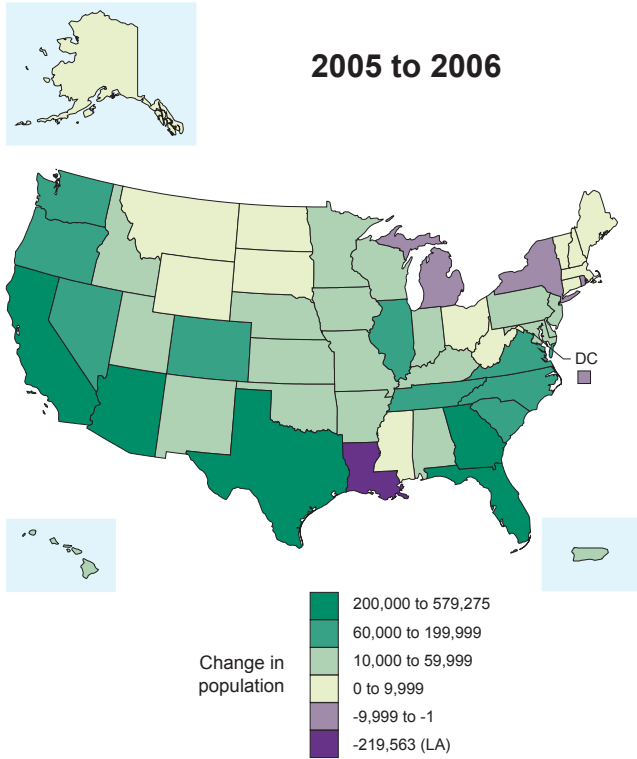 2005 to 2006
DC
Change in
population
200,000 to 579,275
60,000 to 199,999
10,000 to 59,999
0 to 9,999
-9,999 to -1
-219,563 (LA)